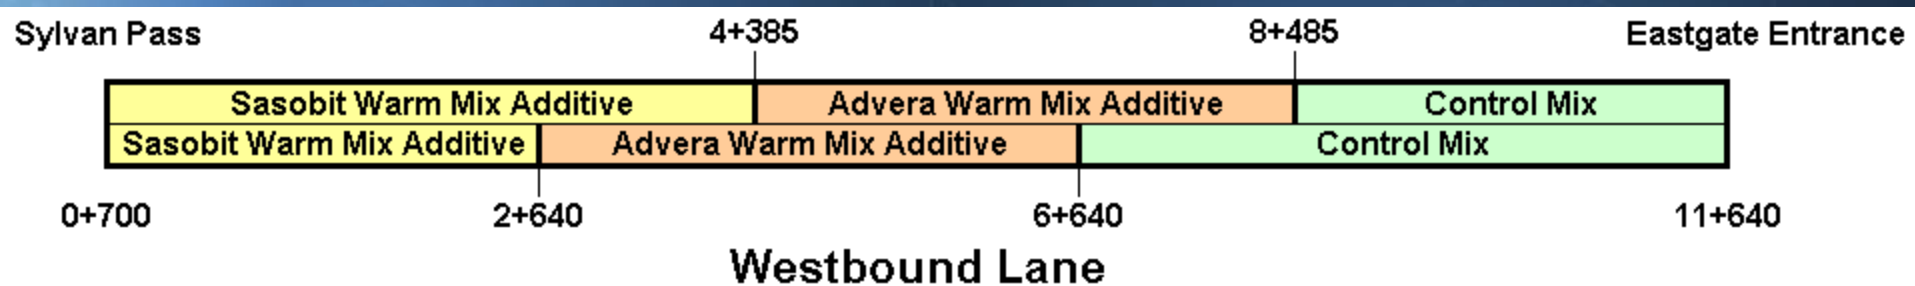 Sylvan Pass 4+385 8+485 Eastgate Entrance
Sasobit Warm Mix Additive Advera Warm Mix Additive Control Mix
Sasobit Warm Mix Additive Advera Warm Mix Additive Control Mix
0+700 2+640 6+640 11+640
Westbound Lane